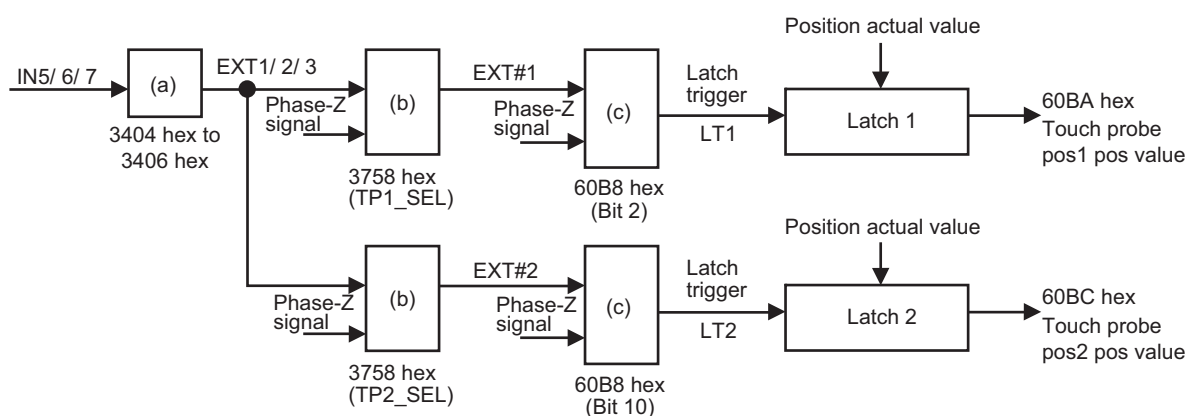 Position actual value
IN5/ 6/ 7
(a)
EXT1/ 2/ 3
Phase-Z
signal
(b)
EXT#1
Phase-Z
signal
(c)
Latch
trigger
LT1
Latch 1
60BA hex
Touch probe
pos1 pos value
3404 hex to
3406 hex
3758 hex
(TP1_SEL)
60B8 hex
(Bit 2)
Position actual value
Phase-Z
signal
(b)
EXT#2
Phase-Z
signal
(c)
Latch
trigger
LT2
Latch 2
60BC hex
Touch probe
pos2 pos value
3758 hex
(TP2_SEL)
60B8 hex
(Bit 10)